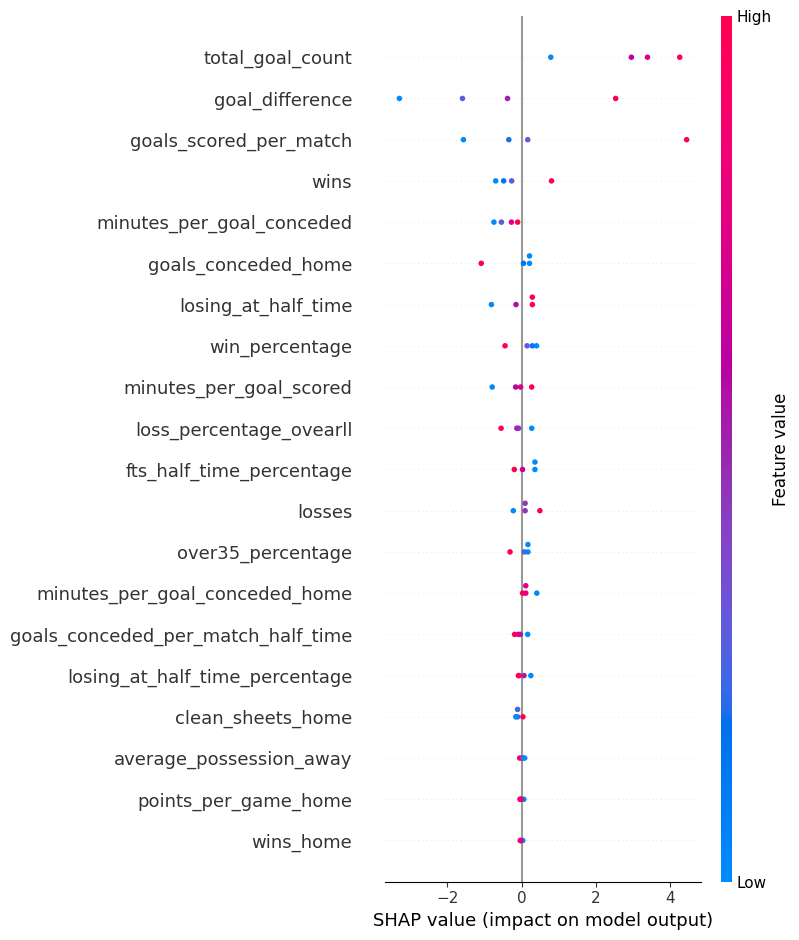 High
total_goal_count
goal_difference
goals_scored_per_match
wins
minutes_per_goal_conceded
goals_conceded_home
losing_at_half_time
win_percentage
minutes_per_goal_scored
loss_percentage_ovearll
fts_half_time_percentage
losses
over35_percentage
minutes_per_goal_conceded_home
goals_conceded_per_match_half_time
losing_at_half_time_percentage
clean_sheets_home
average_possession_away
points_per_game_home
wins_home
Feature value
Low
−2 0 2 4
SHAP value (impact on model output)